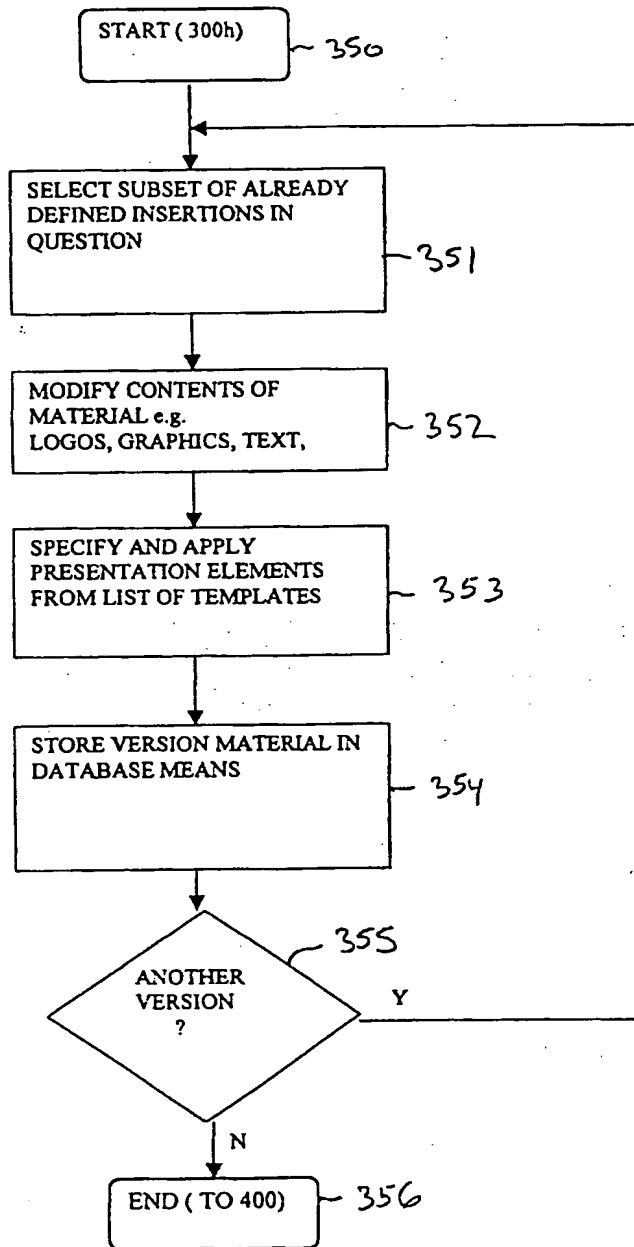 START ( 300h)
350
SELECT SUBSET OF ALREADY
DEFINED INSERTIONS IN
QUESTION
351
MODIFY CONTENTS OF
MATERIAL e.g.
LOGOS, GRAPHICS, TEXT,
352
SPECIFY AND APPLY
PRESENTATION ELEMENTS
FROM LIST OF TEMPLATES
353
STORE VERSION MATERIAL IN
DATABASE MEANS
354
355
ANOTHER
VERSION
?
Y
N
END ( TO 400)
356